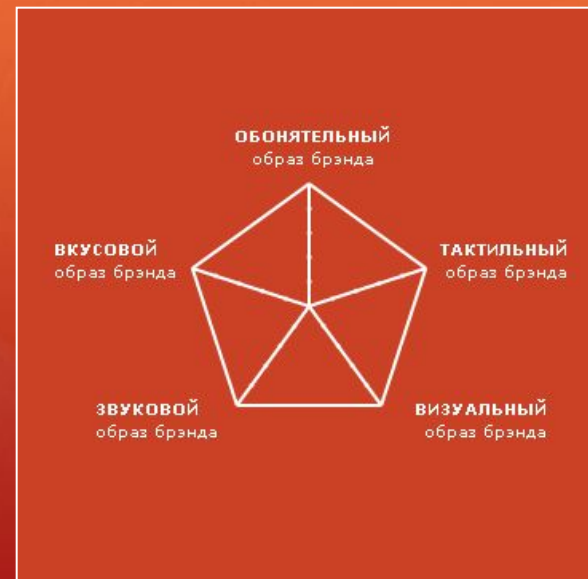 ОБОНЯТЕЛЬНЫЙ
образ брэнда
ВКУСОВОЙ
образ брэнда
ТАКТИЛЬНЫЙ
образ брэнда
ЗВУКОВОЙ
образ брэнда
ВИЗУАЛЬНЫЙ
образ брэнда